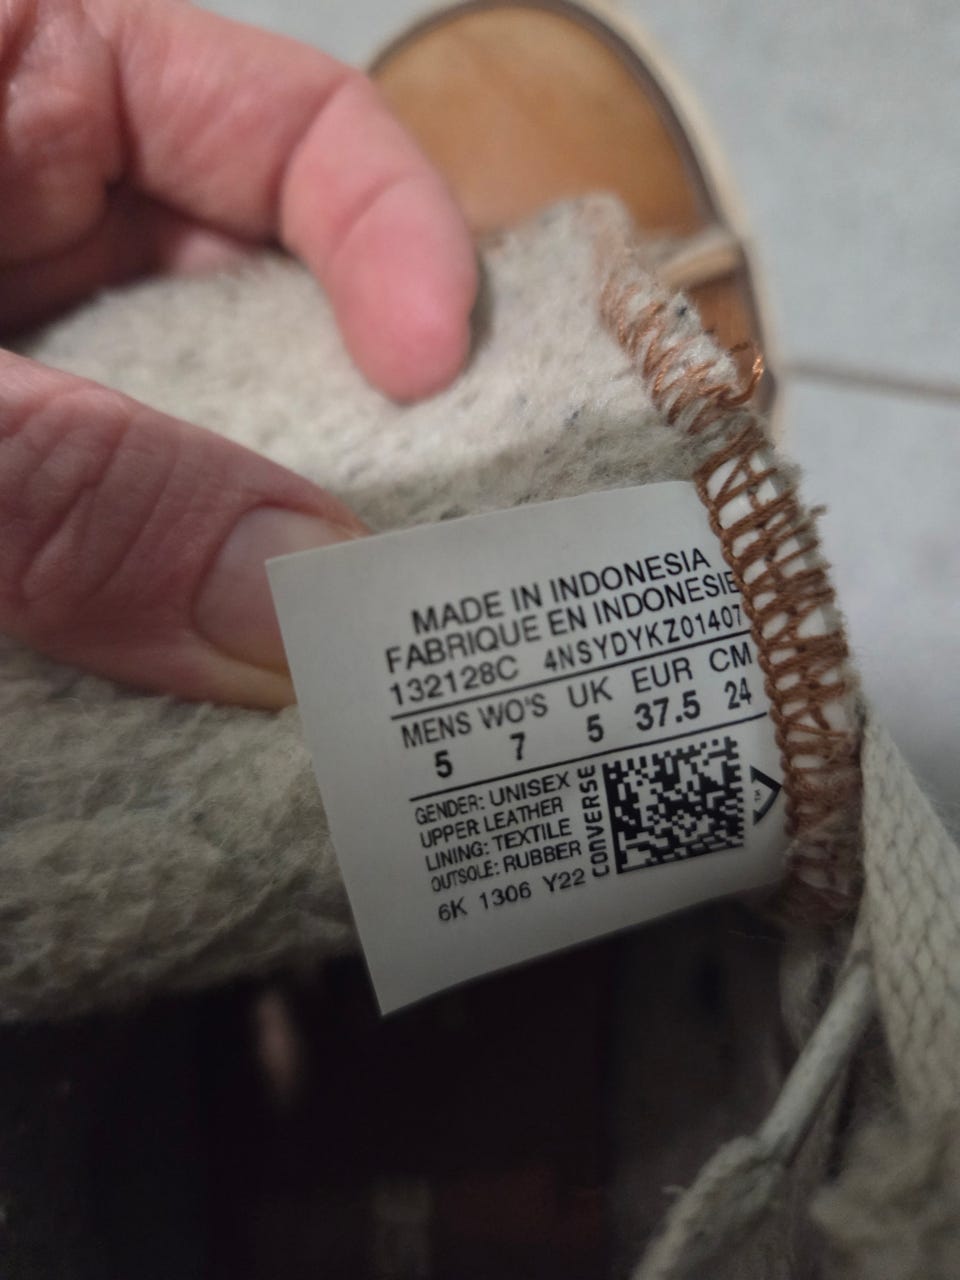 MADE IN INDONESIA
FABRIQUE EN INDONESIE
132128C 4NSYDYKZ01407
MENS WO'S UK EUR CM
5 7 5 37.5 24
GENDER: UNISEX
UPPER LEATHER
LINING: TEXTILE
OUTSOLE: RUBBER
6K 1306 Y22
CONVERSE
TM